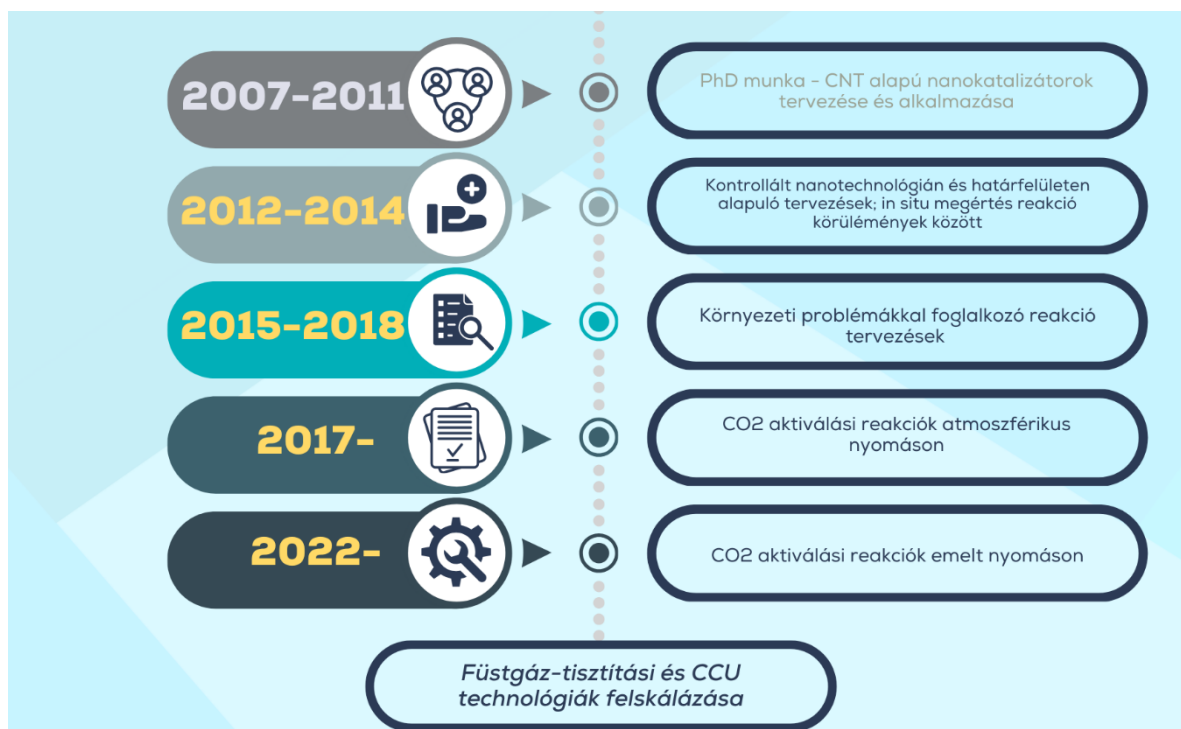 2007-2011
PhD munka - CNT alapú nanokatalizátorok
tervezése és alkalmazása
2012-2014
Kontrollált nanotechnológián és határfelületen
alapuló tervezések; in situ megértés reakció
körülémények között
2015-2018
Környezeti problémákkal foglalkozó reakció
tervezések
2017-
CO2 aktiválási reakciók atmoszférikus
nyomáson
2022-
CO2 aktiválási reakciók emelt nyomáson
Füstgáz-tisztítási és CCU
technológiák felskálázása